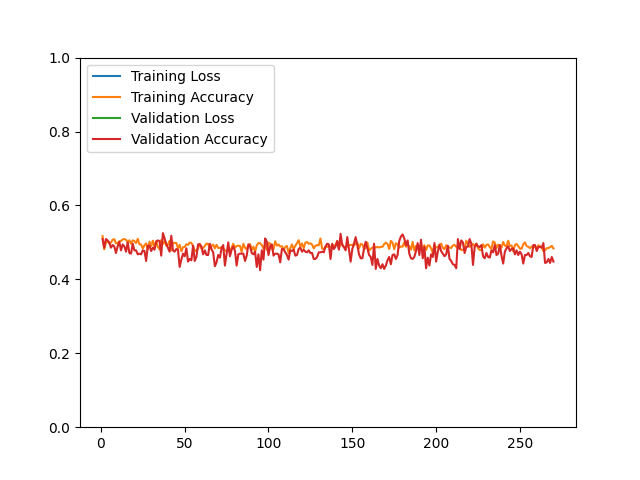 1.0
Training Loss
Training Accuracy
Validation Loss
Validation Accuracy
0.8
0.6
0.4
0.2
0.0
0 50 100 150 200 250